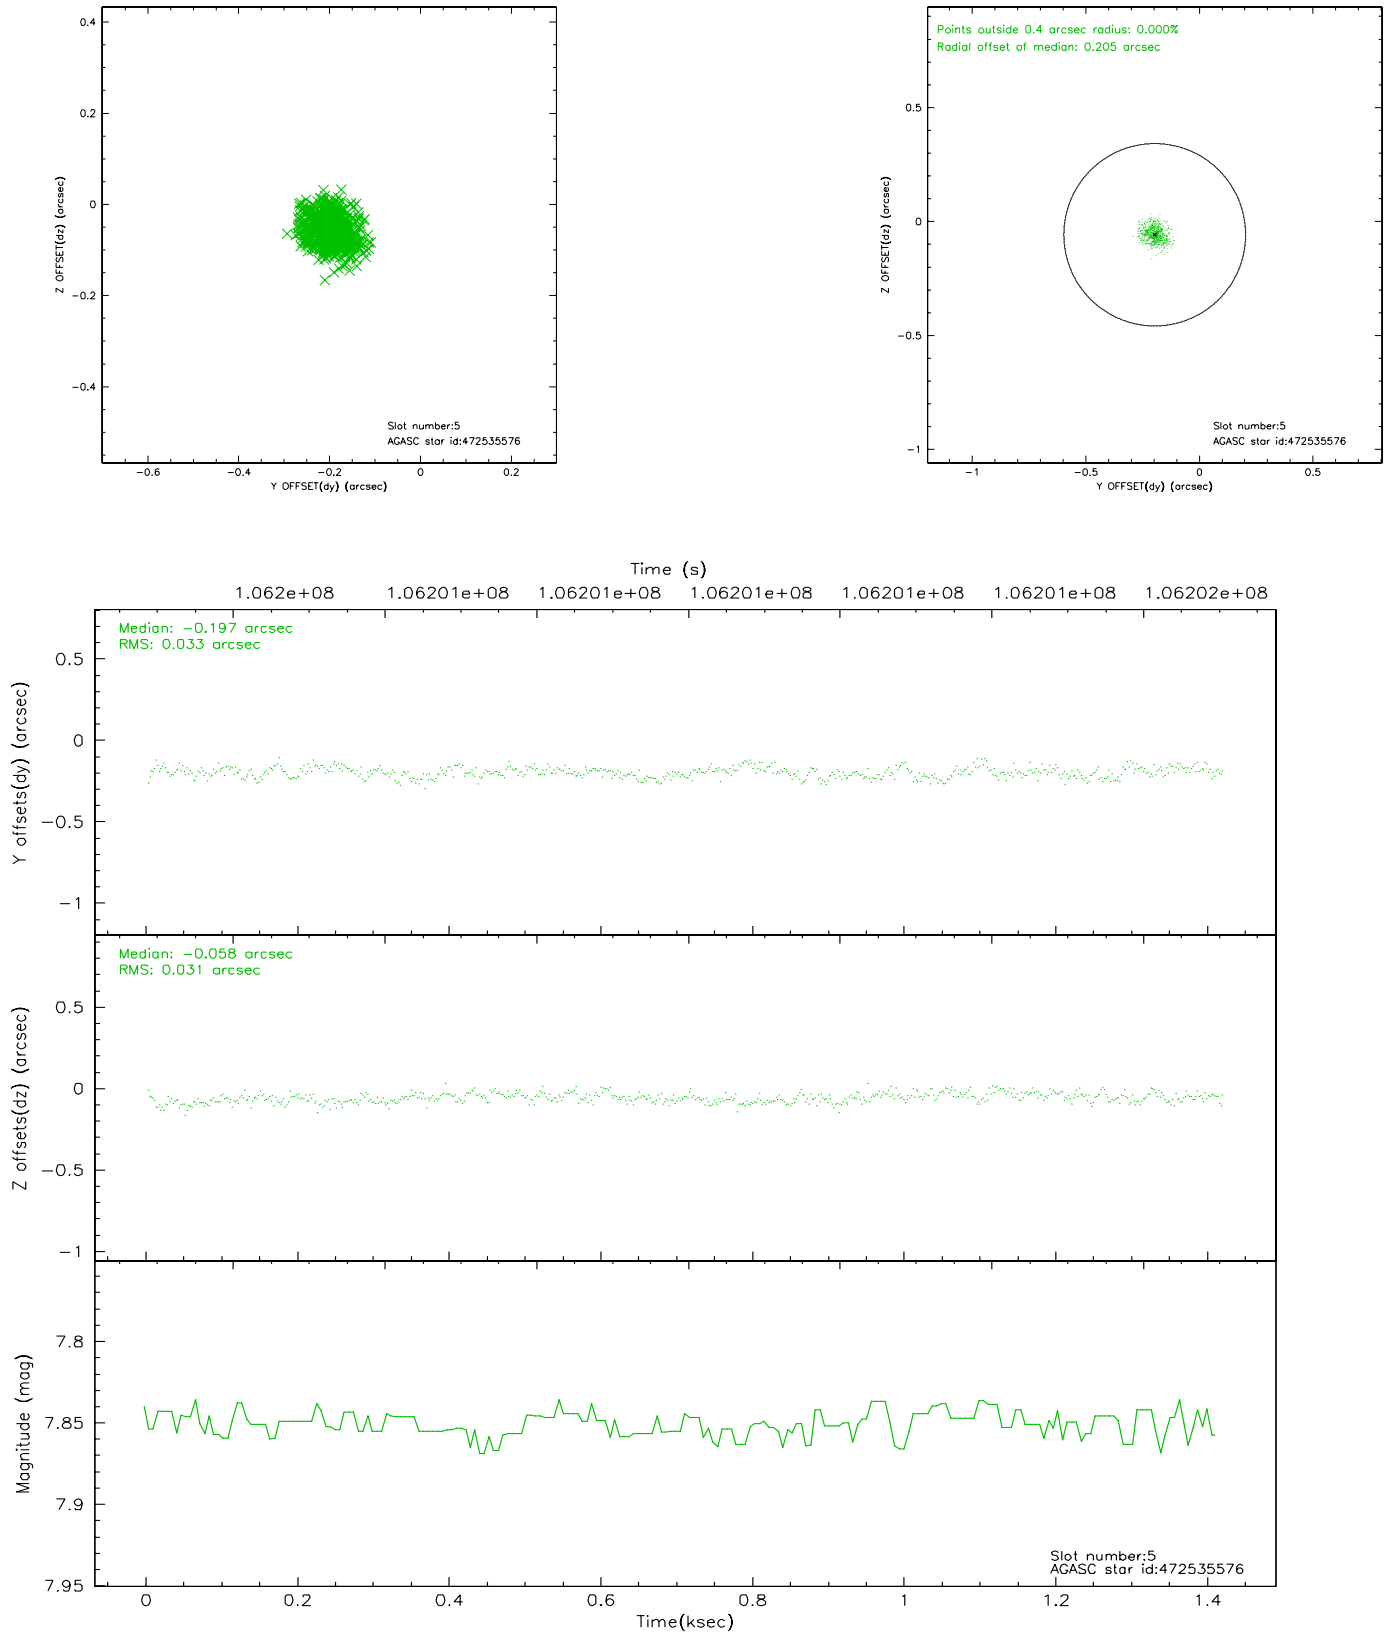 0.4
0.2
0
−0.2
−0.4
Z OFFSET(dz) (arcsec)
Slot number:5
AGASC star id:472535576
−0.6 −0.4 −0.2 0 0.2
Y OFFSET(dy) (arcsec)
Points outside 0.4 arcsec radius: 0.000%
Radial offset of median: 0.205 arcsec
0.5
0
−0.5
−1
Z OFFSET(dz) (arcsec)
Slot number:5
AGASC star id:472535576
−1 −0.5 0 0.5
Y OFFSET(dy) (arcsec)
Time (s)
1.062e+08 1.06201e+08 1.06201e+08 1.06201e+08 1.06201e+08 1.06201e+08 1.06202e+08
Median: −0.197 arcsec
RMS: 0.033 arcsec
0.5
0
−0.5
−1
Y offsets(dy) (arcsec)
Median: −0.058 arcsec
RMS: 0.031 arcsec
0.5
0
−0.5
−1
Z offsets(dz) (arcsec)
7.8
7.85
7.9
7.95
Magnitude (mag)
Slot number:5
AGASC star id:472535576
0 0.2 0.4 0.6 0.8 1 1.2 1.4
Time(ksec)